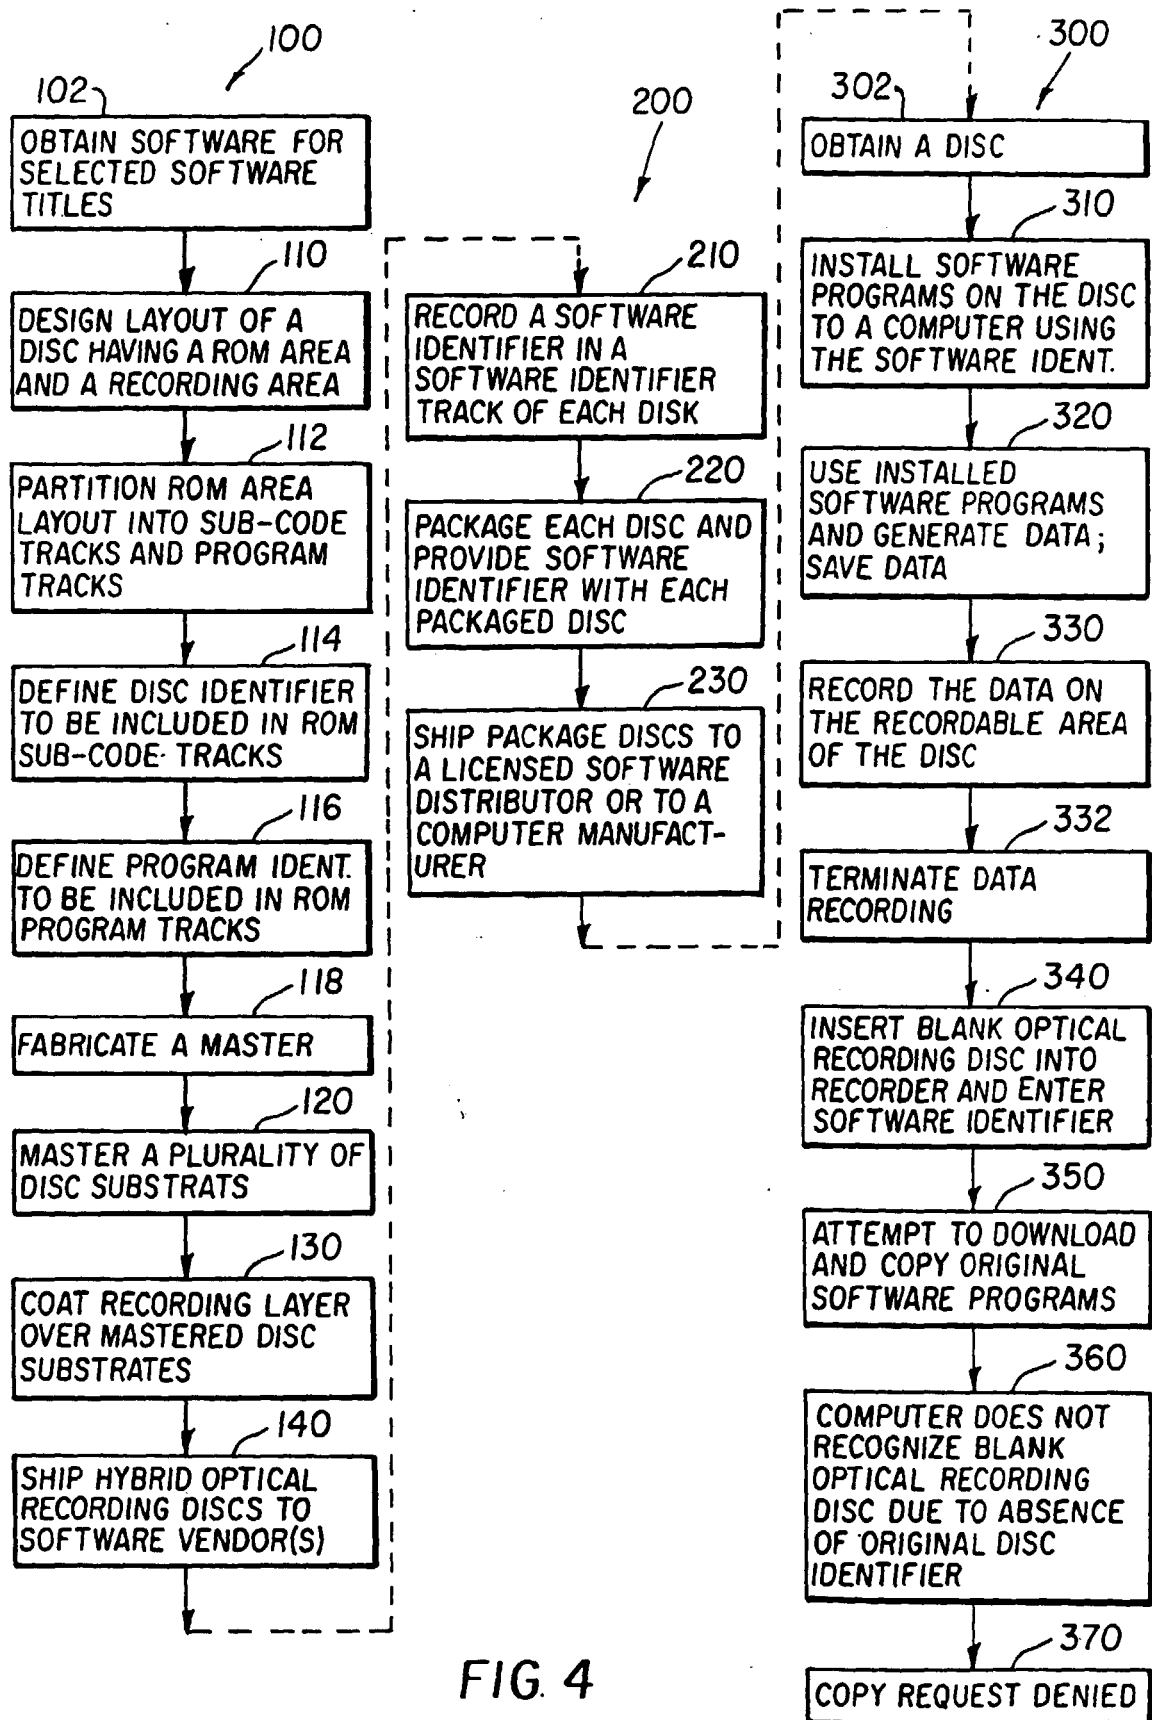 100
102
OBTAIN SOFTWARE FOR
SELECTED SOFTWARE
TITLES
110
DESIGN LAYOUT OF A
DISC HAVING A ROM AREA
AND A RECORDING AREA
112
PARTITION ROM AREA
LAYOUT INTO SUB-CODE
TRACKS AND PROGRAM
TRACKS
114
DEFINE DISC IDENTIFIER
TO BE INCLUDED IN ROM
SUB-CODE TRACKS
116
DEFINE PROGRAM IDENT.
TO BE INCLUDED IN ROM
PROGRAM TRACKS
118
FABRICATE A MASTER
120
MASTER A PLURALITY OF
DISC SUBSTRATS
130
COAT RECORDING LAYER
OVER MASTERED DISC
SUBSTRATES
140
SHIP HYBRID OPTICAL
RECORDING DISCS TO
SOFTWARE VENDOR(S)
200
210
RECORD A SOFTWARE
IDENTIFIER IN A
SOFTWARE IDENTIFIER
TRACK OF EACH DISK
220
PACKAGE EACH DISC AND
PROVIDE SOFTWARE
IDENTIFIER WITH EACH
PACKAGED DISC
230
SHIP PACKAGE DISCS TO
A LICENSED SOFTWARE
DISTRIBUTOR OR TO A
COMPUTER MANUFACT-
URER
300
302
OBTAIN A DISC
310
INSTALL SOFTWARE
PROGRAMS ON THE DISC
TO A COMPUTER USING
THE SOFTWARE IDENT.
320
USE INSTALLED
SOFTWARE PROGRAMS
AND GENERATE DATA;
SAVE DATA
330
RECORD THE DATA ON
THE RECORDABLE AREA
OF THE DISC
332
TERMINATE DATA
RECORDING
340
INSERT BLANK OPTICAL
RECORDING DISC INTO
RECORDER AND ENTER
SOFTWARE IDENTIFIER
350
ATTEMPT TO DOWNLOAD
AND COPY ORIGINAL
SOFTWARE PROGRAMS
360
COMPUTER DOES NOT
RECOGNIZE BLANK
OPTICAL RECORDING
DISC DUE TO ABSENCE
OF ORIGINAL DISC
IDENTIFIER
370
COPY REQUEST DENIED
FIG. 4